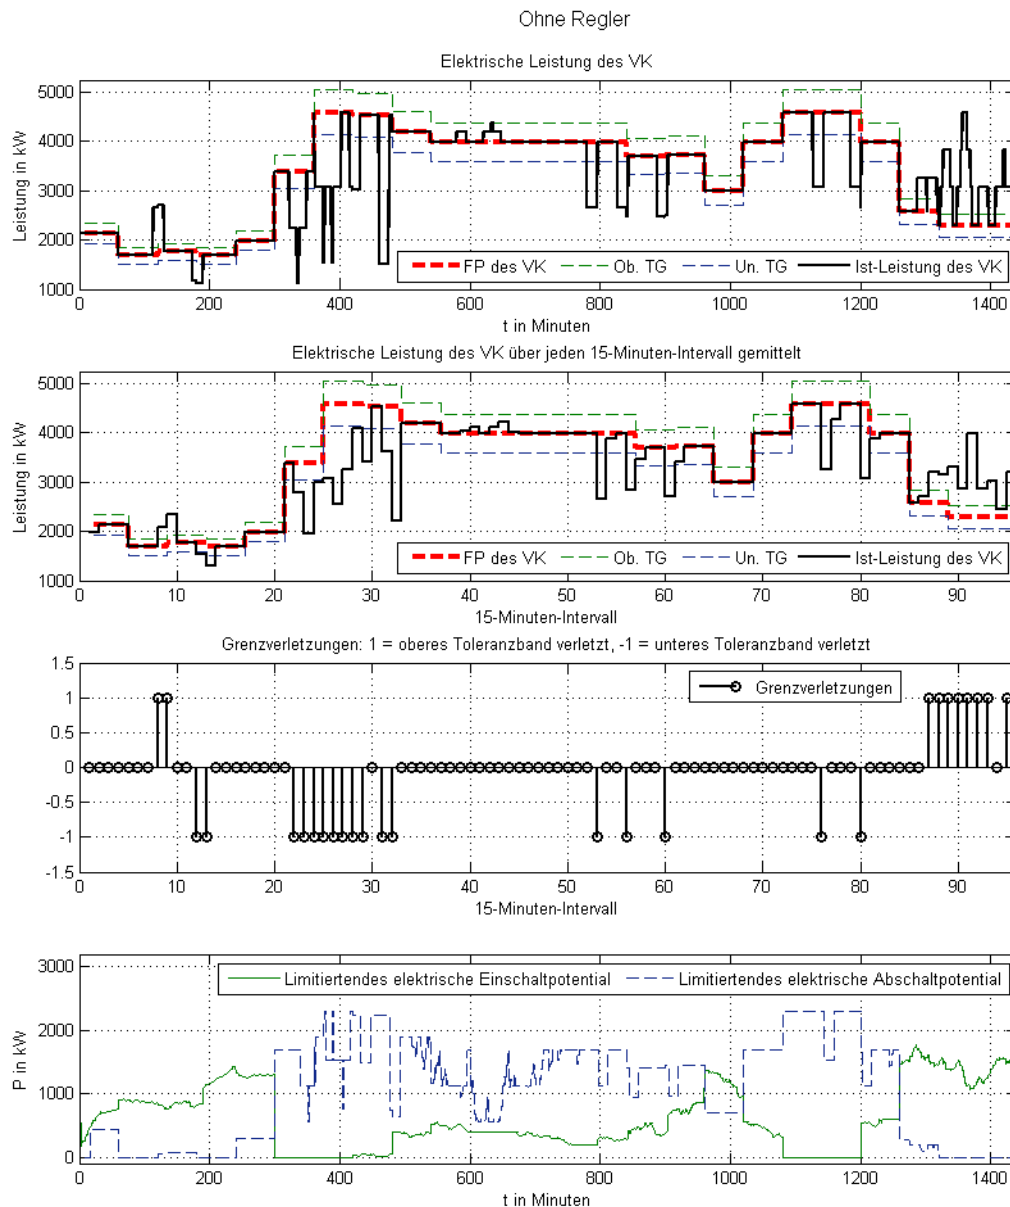 Ohne Regler
Elektrische Leistung des VK
Leistung in kW
5000
4000
3000
2000
1000
FP des VK Ob. TG Un. TG Ist-Leistung des VK
0 200 400 600 800 1000 1200 1400
t in Minuten
Elektrische Leistung des VK über jeden 15-Minuten-Intervall gemittelt
Leistung in kW
5000
4000
3000
2000
1000
FP des VK Ob. TG Un. TG Ist-Leistung des VK
0 10 20 30 40 50 60 70 80 90
15-Minuten-Intervall
Grenzverletzungen: 1 = oberes Toleranzband verletzt, -1 = unteres Toleranzband verletzt
1.5
1
0.5
0
-0.5
-1
-1.5
Grenzverletzungen
0 10 20 30 40 50 60 70 80 90
15-Minuten-Intervall
P in kW
3000
2000
1000
0
Limitiertendes elektrische Einschaltpotential Limitiertendes elektrische Abschaltpotential
0 200 400 600 800 1000 1200 1400
t in Minuten